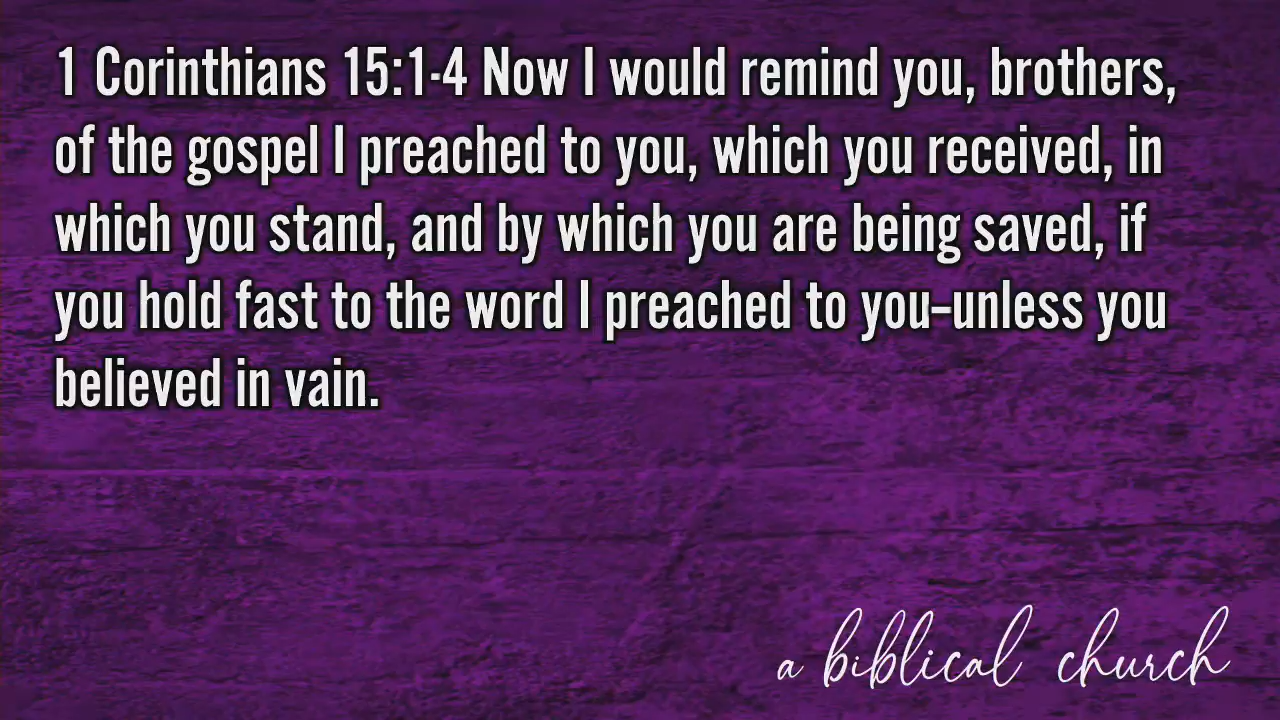 1 Corinthians 15:1-4 Now I would remind you, brothers,
of the gospel I preached to you, which you received, in
which you stand, and by which you are being saved, if
you hold fast to the word I preached to you–unless you
believed in vain.
a biblical church